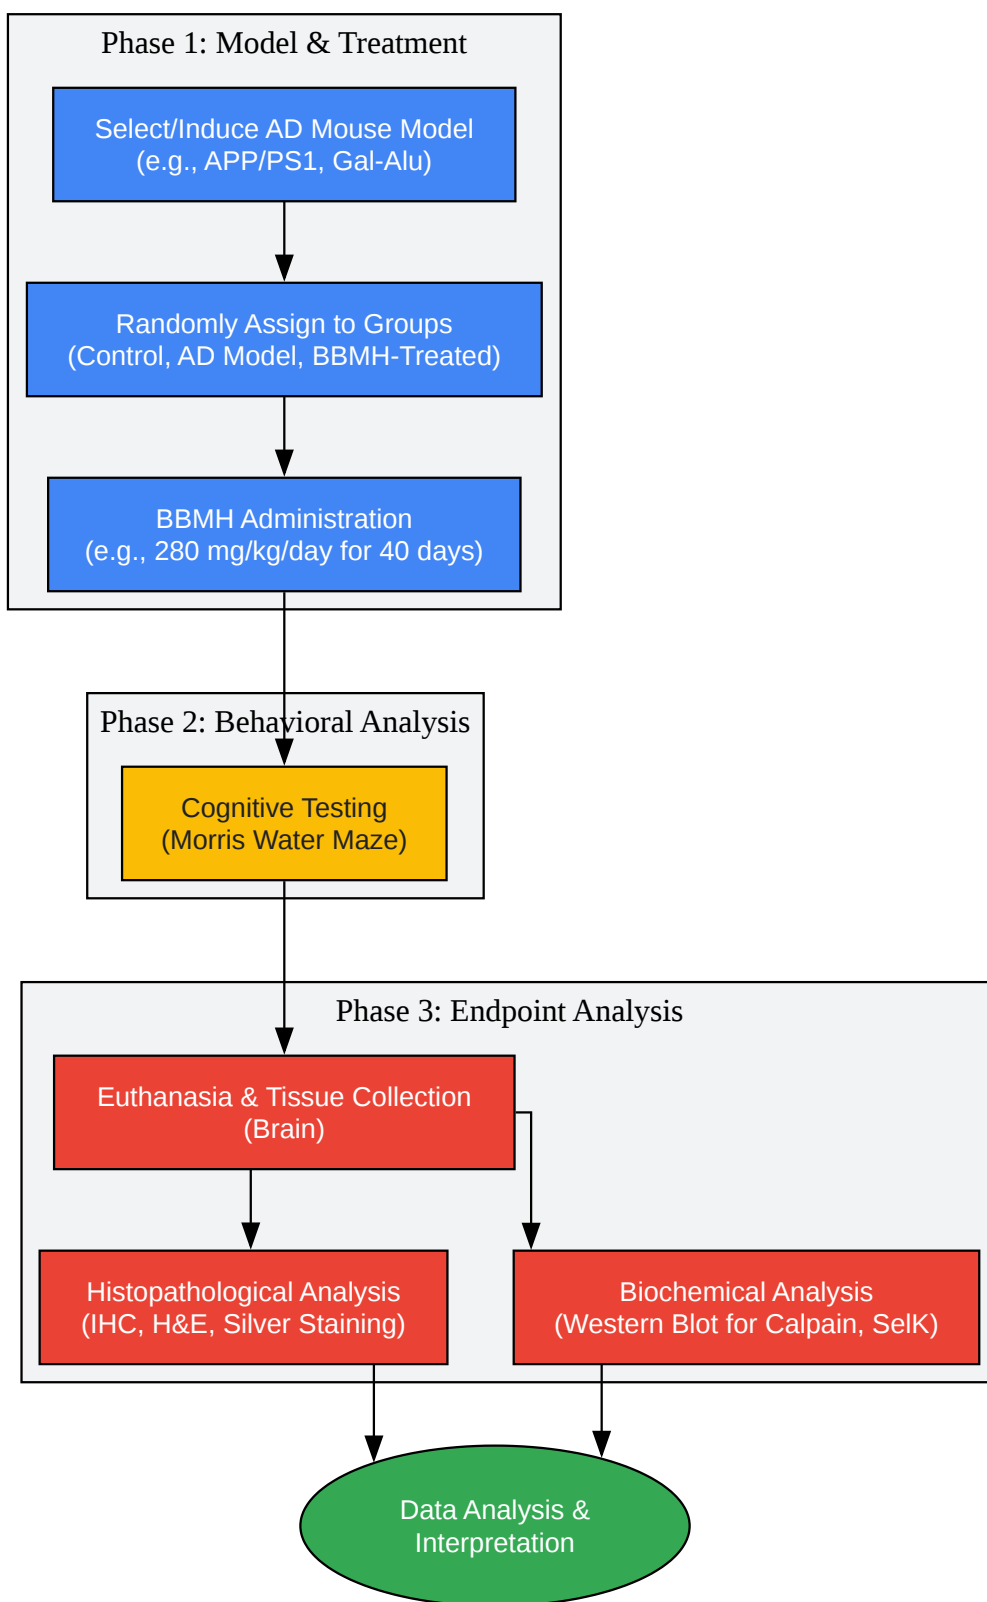 Phase 1: Model & Treatment
Select/Induce AD Mouse Model
(e.g., APP/PS1, Gal-Alu)
Randomly Assign to Groups
(Control, AD Model, BBMH-Treated)
BBMH Administration
(e.g., 280 mg/kg/day for 40 days)
Phase 2: Behavioral Analysis
Cognitive Testing
(Morris Water Maze)
Phase 3: Endpoint Analysis
Euthanasia & Tissue Collection
(Brain)
Histopathological Analysis
(IHC, H&E, Silver Staining)
Biochemical Analysis
(Western Blot for Calpain, SelK)
Data Analysis &
Interpretation